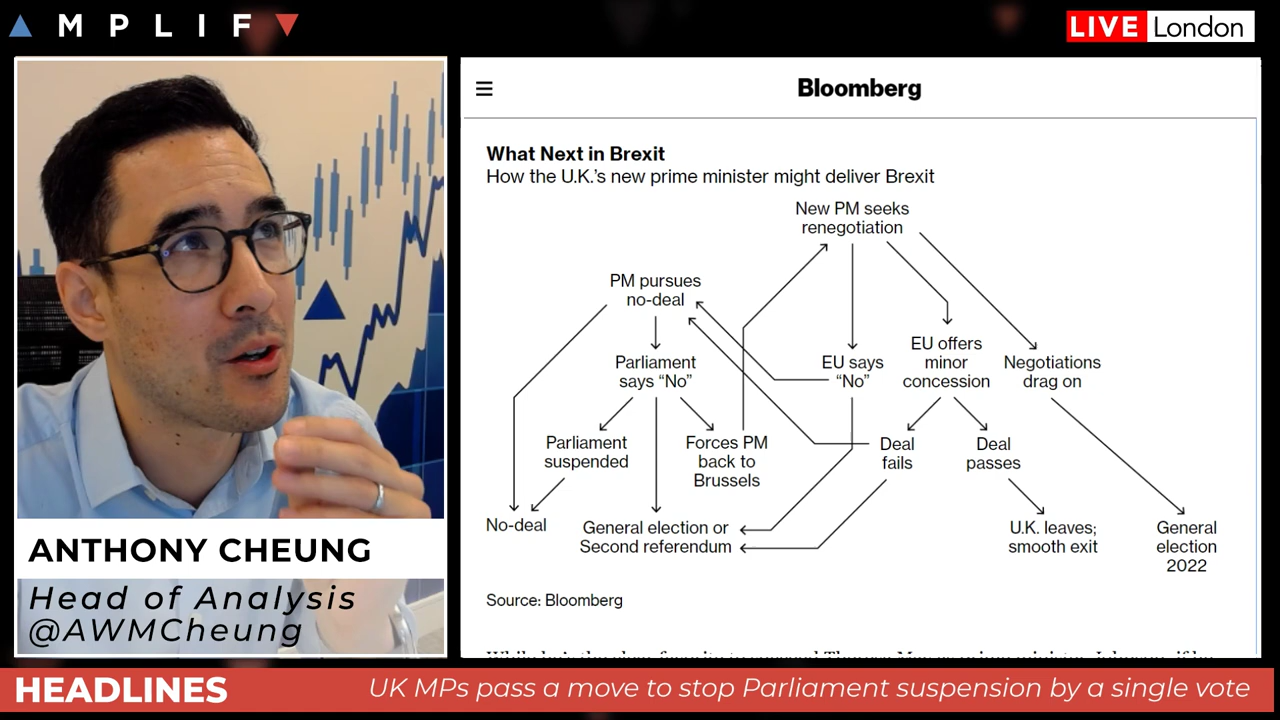 AMPLIFY
LIVE London
Bloomberg
What Next in Brexit
How the U.K.'s new prime minister might deliver Brexit
New PM seeks
renegotiation
PM pursues
no-deal
Parliament
says “No”
EU says
“No”
EU offers
minor
concession
Negotiations
drag on
Parliament
suspended
Forces PM
back to
Brussels
Deal
fails
Deal
passes
No-deal
General election or
Second referendum
U.K. leaves;
smooth exit
General
election
2022
Source: Bloomberg
ANTHONY CHEUNG
Head of Analysis
@AWMCheung
HEADLINES
UK MPs pass a move to stop Parliament suspension by a single vote